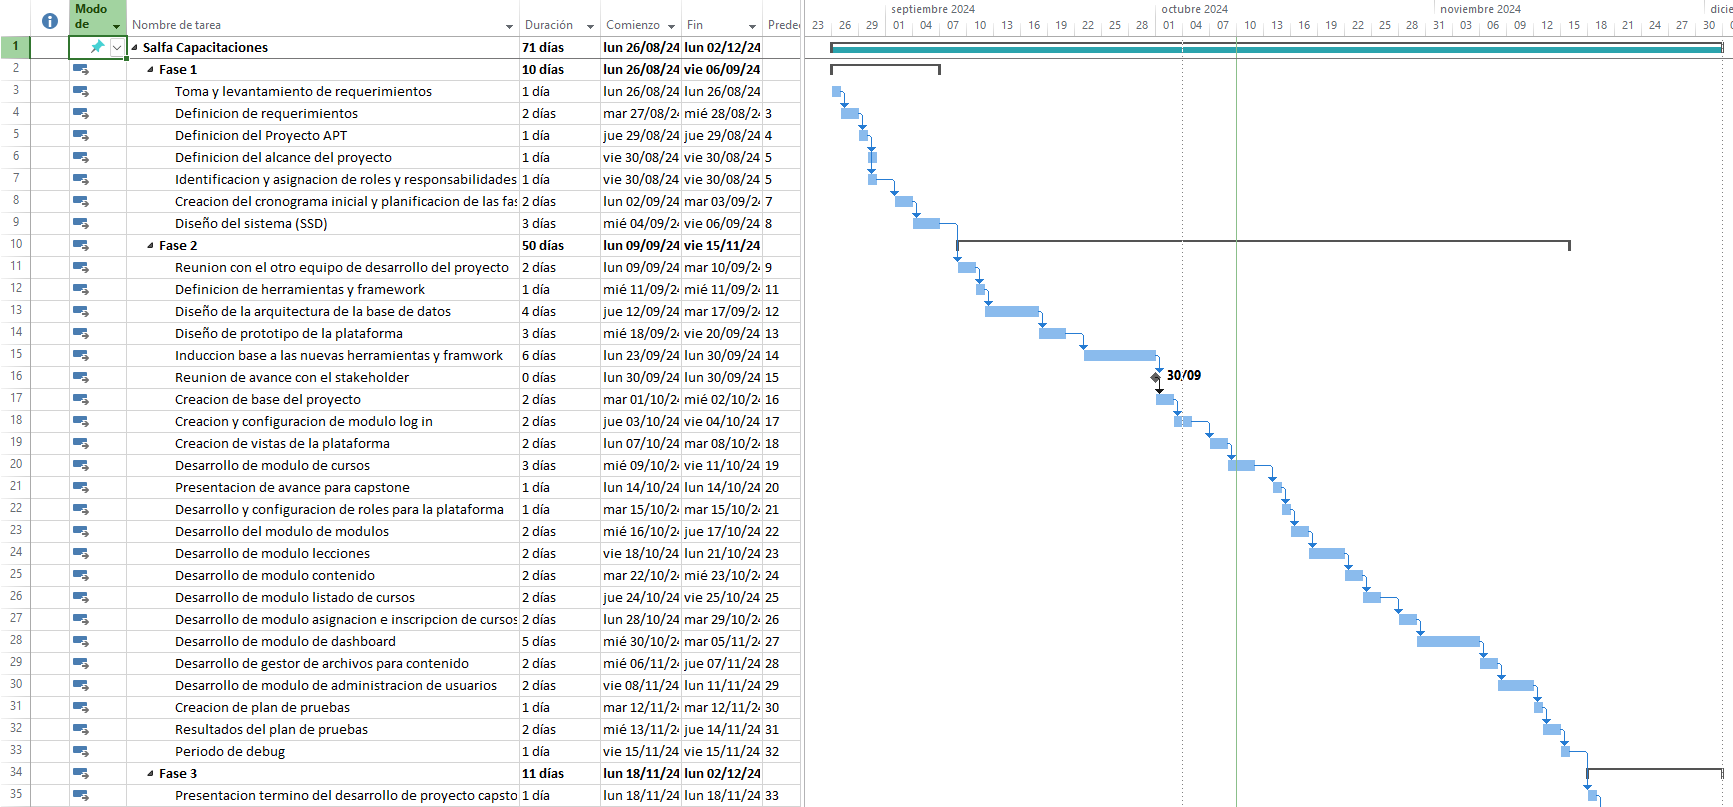 Modo de
Nombre de tarea
Duración
Comienzo
Fin
Predec
septiembre 2024
octubre 2024
noviembre 2024
dicie
23 26 29 01 04 07 10 13 16 19 22 25 28 01 04 07 10 13 16 19 22 25 28 31 03 06 09 12 15 18 21 24 27 30
1 Salfa Capacitaciones 71 días lun 26/08/24 lun 02/12/24
2 Fase 1 10 días lun 26/08/24 vie 06/09/24
3 Toma y levantamiento de requerimientos 1 día lun 26/08/24 lun 26/08/24
4 Definicion de requerimientos 2 días mar 27/08/24 mié 28/08/24 3
5 Definicion del Proyecto APT 1 día jue 29/08/24 jue 29/08/24 4
6 Definicion del alcance del proyecto 1 día vie 30/08/24 vie 30/08/24 5
7 Identificacion y asignacion de roles y responsabilidades 1 día vie 30/08/24 vie 30/08/24 5
8 Creacion del cronograma inicial y planificacion de las fas 2 días lun 02/09/24 mar 03/09/24 7
9 Diseño del sistema (SSD) 3 días mié 04/09/24 vie 06/09/24 8
10 Fase 2 50 días lun 09/09/24 vie 15/11/24
11 Reunion con el otro equipo de desarrollo del proyecto 2 días lun 09/09/24 mar 10/09/24 9
12 Definicion de herramientas y framework 1 día mié 11/09/24 mié 11/09/24 11
13 Diseño de la arquitectura de la base de datos 4 días jue 12/09/24 mar 17/09/24 12
14 Diseño de prototipo de la plataforma 3 días mié 18/09/24 vie 20/09/24 13
15 Induccion base a las nuevas herramientas y framwork 6 días lun 23/09/24 lun 30/09/24 14
16 Reunion de avance con el stakeholder 0 días lun 30/09/24 lun 30/09/24 15 30/09
17 Creacion de base del proyecto 2 días mar 01/10/24 mié 02/10/24 16
18 Creacion y configuracion de modulo log in 2 días jue 03/10/24 vie 04/10/24 17
19 Creacion de vistas de la plataforma 2 días lun 07/10/24 mar 08/10/24 18
20 Desarrollo de modulo de cursos 3 días mié 09/10/24 vie 11/10/24 19
21 Presentacion de avance para capstone 1 día lun 14/10/24 lun 14/10/24 20
22 Desarrollo y configuracion de roles para la plataforma 1 día mar 15/10/24 mar 15/10/24 21
23 Desarrollo del modulo de modulos 2 días mié 16/10/24 jue 17/10/24 22
24 Desarrollo de modulo lecciones 2 días vie 18/10/24 lun 21/10/24 23
25 Desarrollo de modulo contenido 2 días mar 22/10/24 mié 23/10/24 24
26 Desarrollo de modulo listado de cursos 2 días jue 24/10/24 vie 25/10/24 25
27 Desarrollo de modulo asignacion e inscripcion de cursos 2 días lun 28/10/24 mar 29/10/24 26
28 Desarrollo de modulo de dashboard 5 días mié 30/10/24 mar 05/11/24 27
29 Desarrollo de gestor de archivos para contenido 2 días mié 06/11/24 jue 07/11/24 28
30 Desarrollo de modulo de administracion de usuarios 2 días vie 08/11/24 lun 11/11/24 29
31 Creacion de plan de pruebas 1 día mar 12/11/24 mar 12/11/24 30
32 Resultados del plan de pruebas 2 días mié 13/11/24 jue 14/11/24 31
33 Periodo de debug 1 día vie 15/11/24 vie 15/11/24 32
34 Fase 3 11 días lun 18/11/24 lun 02/12/24
35 Presentacion termino del desarrollo de proyecto capsto 1 día lun 18/11/24 lun 18/11/24 33